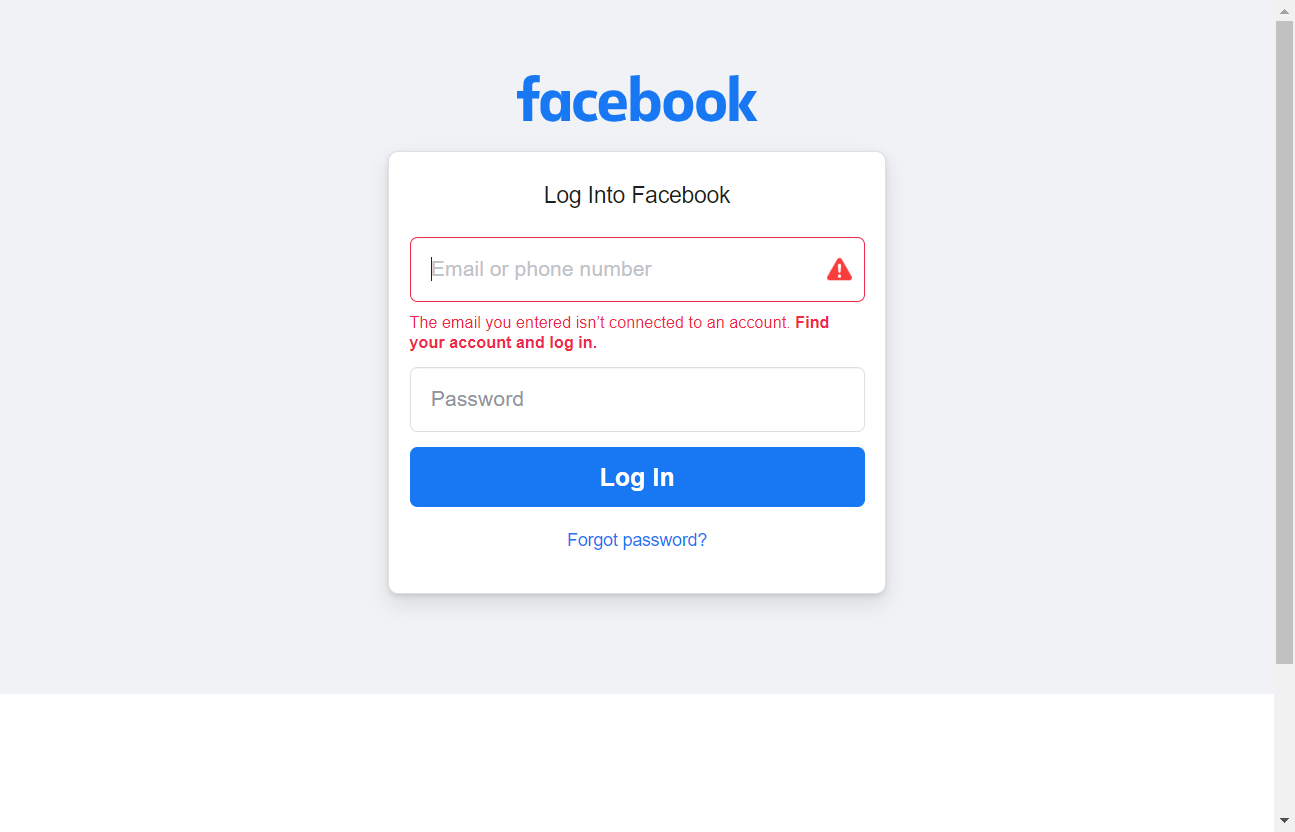 facebook
Log Into Facebook
Email or phone number
The email you entered isn’t connected to an account. Find
your account and log in.
Password
Log In
Forgot password?